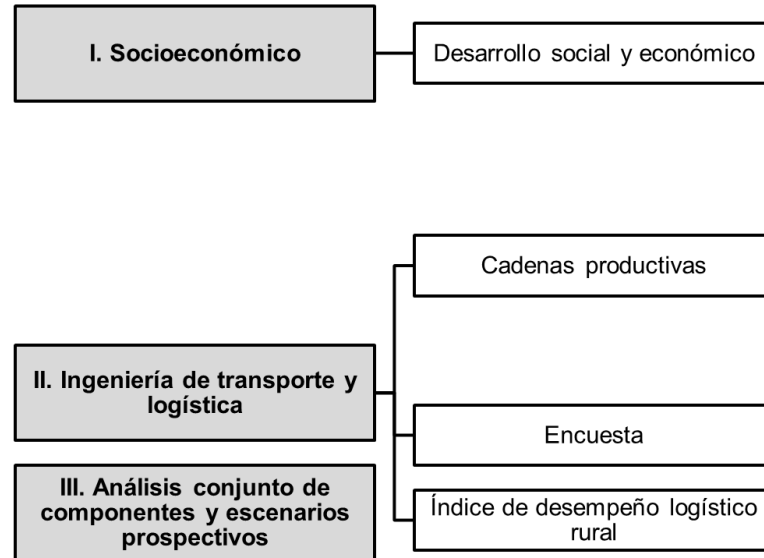 I. Socioeconómico
Desarrollo social y económico
Cadenas productivas
II. Ingeniería de transporte y
logística
Encuesta
III. Análisis conjunto de
componentes y escenarios
prospectivos
Índice de desempeño logístico
rural